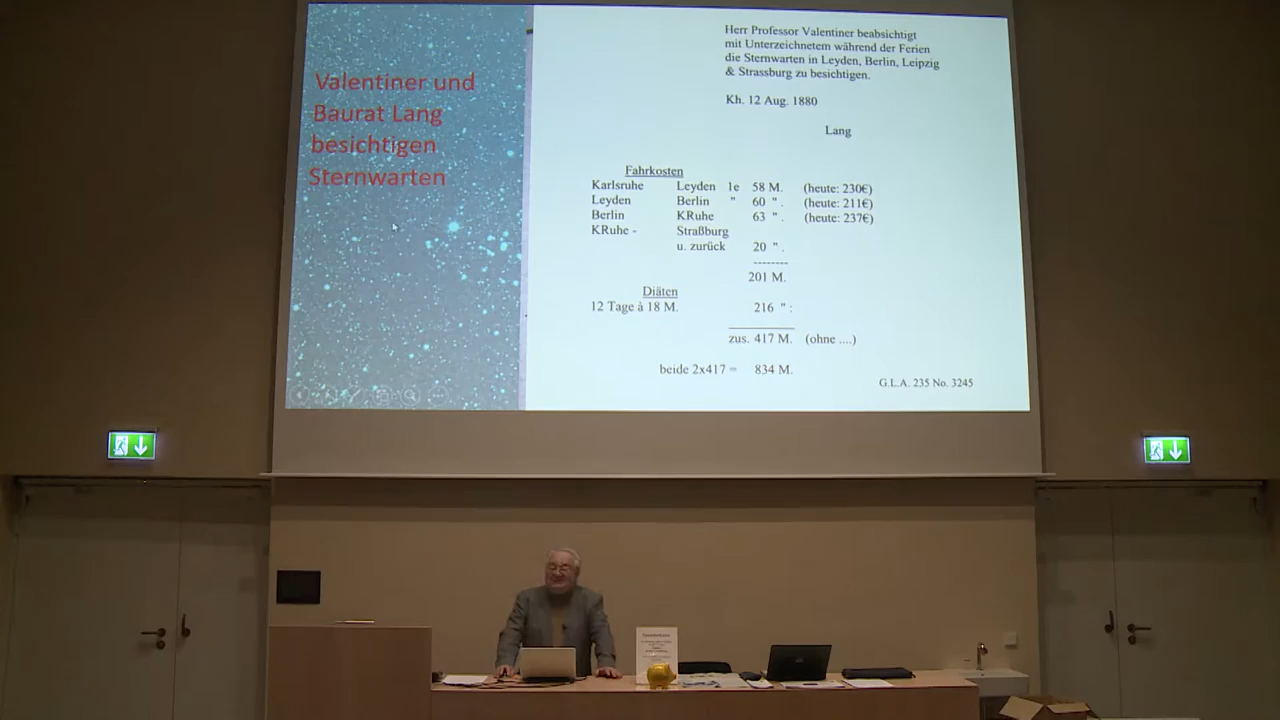 Valentiner und
Baurat Lang
besichtigen
Sternwarten
Herr Professor Valentiner beabsichtigt
mit Unterzeichnetem während der Ferien
die Sternwarten in Leyden, Berlin, Leipzig
& Strassburg zu besichtigen.
Kh. 12 Aug. 1880
Lang
Fahrkosten
Karlsruhe Leyden 1e 58 M. (heute: 230€)
Leyden Berlin " 60 " . (heute: 211€)
Berlin KRuhe 63 " . (heute: 237€)
KRuhe - Straßburg
u. zurück 20 " .
--------
201 M.
Diäten
12 Tage à 18 M. 216 " :
zus. 417 M. (ohne ....)
beide 2x417 = 834 M.
G.L.A. 235 No. 3245